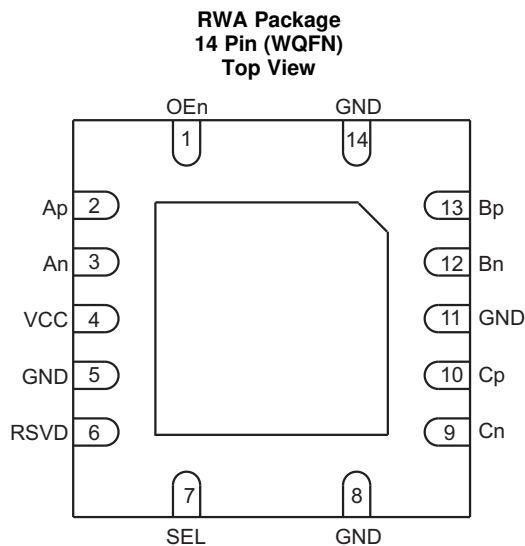 RWA Package
14 Pin (WQFN)
Top View
OEn GND
1 14
Ap 2 13 Bp
An 3 12 Bn
VCC 4 11 GND
GND 5 10 Cp
RSVD 6 9 Cn
7 8
SEL GND